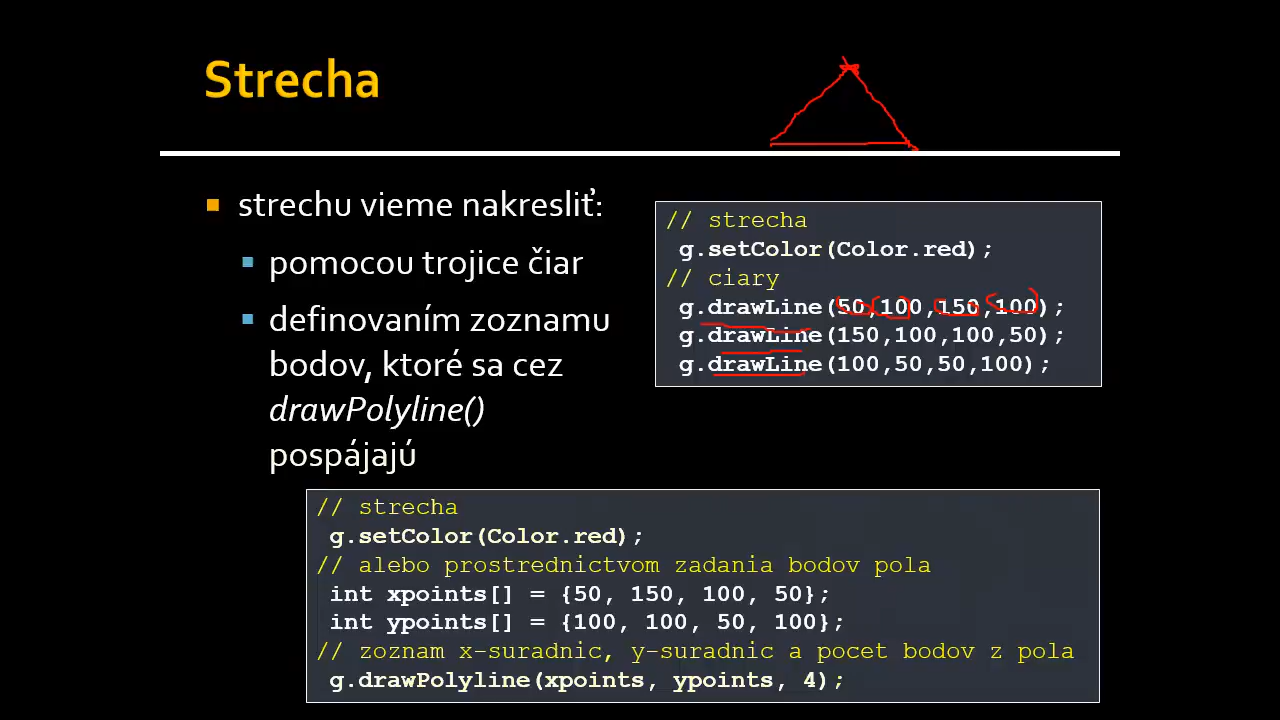 Strecha
strechu vieme nakresliť:
pomocou trojice čiar
definovaním zoznamu
bodov, ktoré sa cez
drawPolyline()
pospájajú
// strecha
g.setColor(Color.red);
// ciary
g.drawLine(50,100,150,100);
g.drawLine(150,100,100,50);
g.drawLine(100,50,50,100);
// strecha
g.setColor(Color.red);
// alebo prostrednictvom zadania bodov pola
int xpoints[] = {50, 150, 100, 50};
int ypoints[] = {100, 100, 50, 100};
// zoznam x-suradnic, y-suradnic a pocet bodov z pola
g.drawPolyline(xpoints, ypoints, 4);